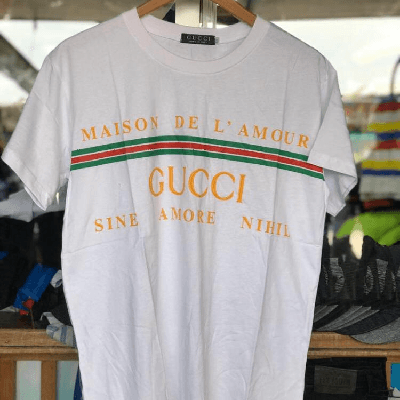 GUCCI
MAISON DE L'AMOUR
GUCCI
SINE AMORE NIHIL